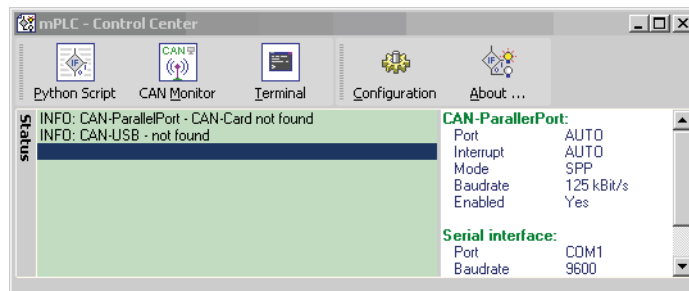 mPLC - Control Center
CAN
Python Script CAN Monitor Terminal Configuration About ...
Status
INFO: CAN-ParallelPort - CAN-Card not found
INFO: CAN-USB - not found
CAN-ParallerPort:
Port AUTO
Interrupt AUTO
Mode SPP
Baudrate 125 kBit/s
Enabled Yes
Serial interface:
Port COM1
Baudrate 9600